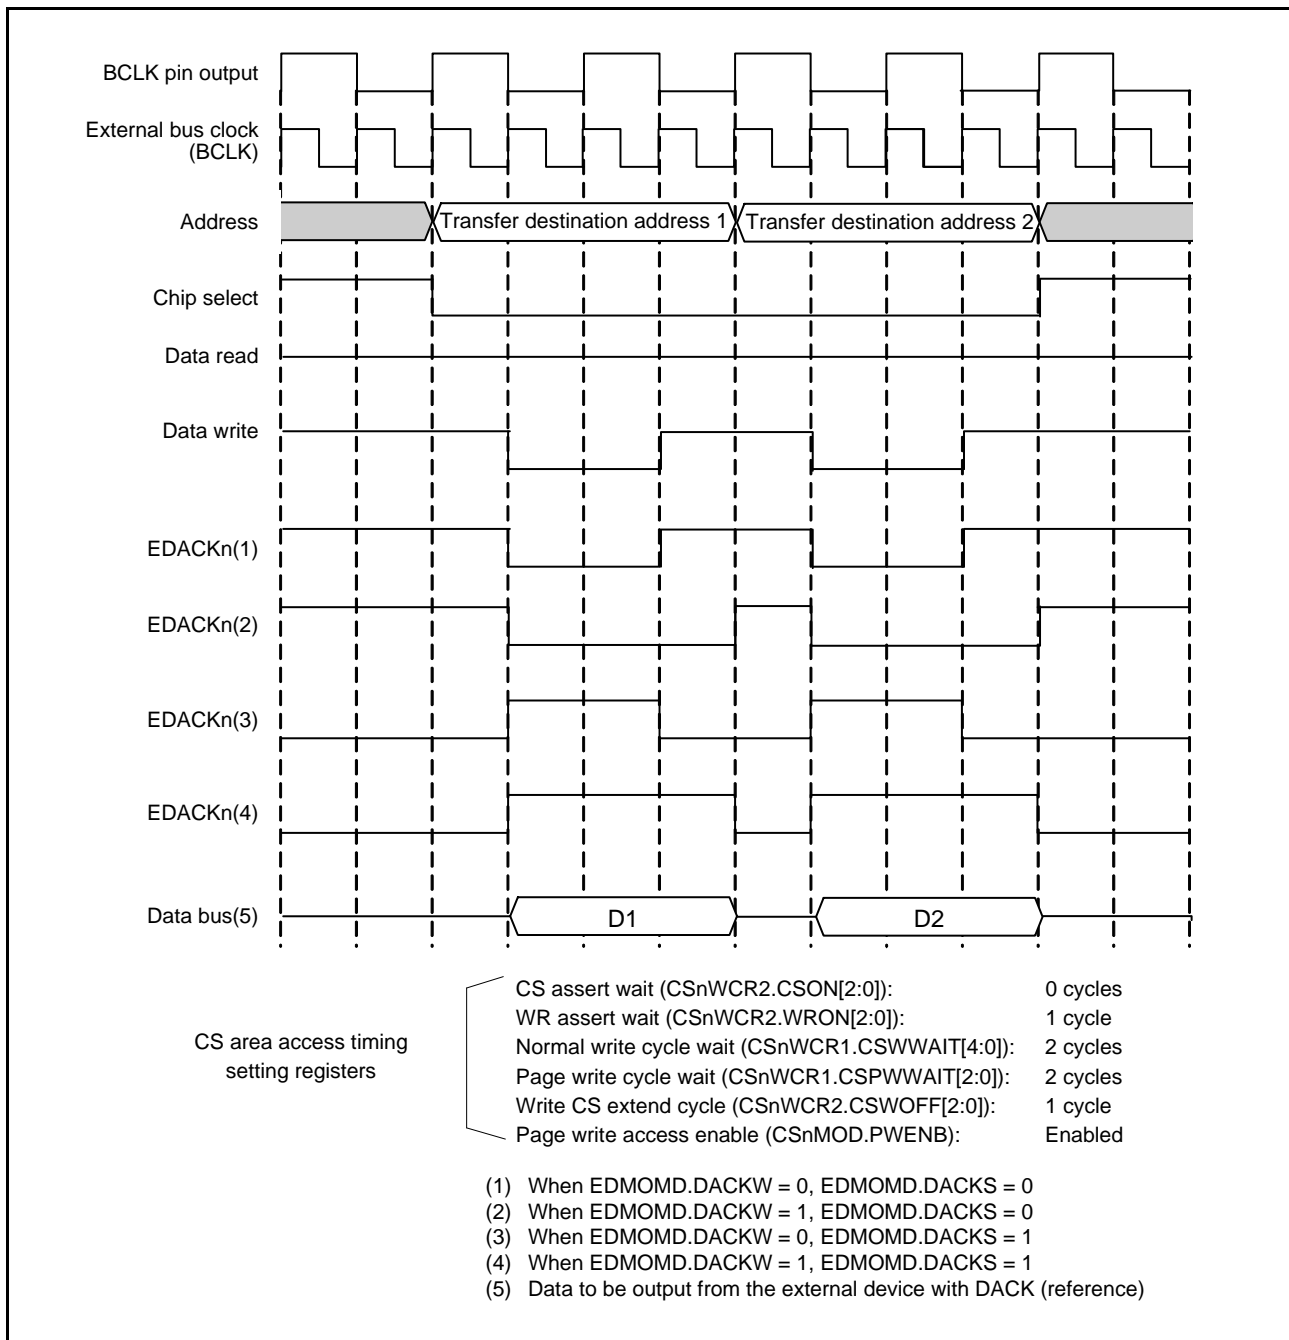 BCLK pin output
External bus clock
(BCLK)
Address
Transfer destination address 1
Transfer destination address 2
Chip select
Data read
Data write
EDACKn(1)
EDACKn(2)
EDACKn(3)
EDACKn(4)
Data bus(5)
D1
D2
CS area access timing
setting registers
CS assert wait (CSnWCR2.CSON[2:0]): 0 cycles
WR assert wait (CSnWCR2.WRON[2:0]): 1 cycle
Normal write cycle wait (CSnWCR1.CSWWAIT[4:0]): 2 cycles
Page write cycle wait (CSnWCR1.CSPWWAIT[2:0]): 2 cycles
Write CS extend cycle (CSnWCR2.CSWOFF[2:0]): 1 cycle
Page write access enable (CSnMOD.PWENB): Enabled
(1) When EDMOMD.DACKW = 0, EDMOMD.DACKS = 0
(2) When EDMOMD.DACKW = 1, EDMOMD.DACKS = 0
(3) When EDMOMD.DACKW = 0, EDMOMD.DACKS = 1
(4) When EDMOMD.DACKW = 1, EDMOMD.DACKS = 1
(5) Data to be output from the external device with DACK (reference)